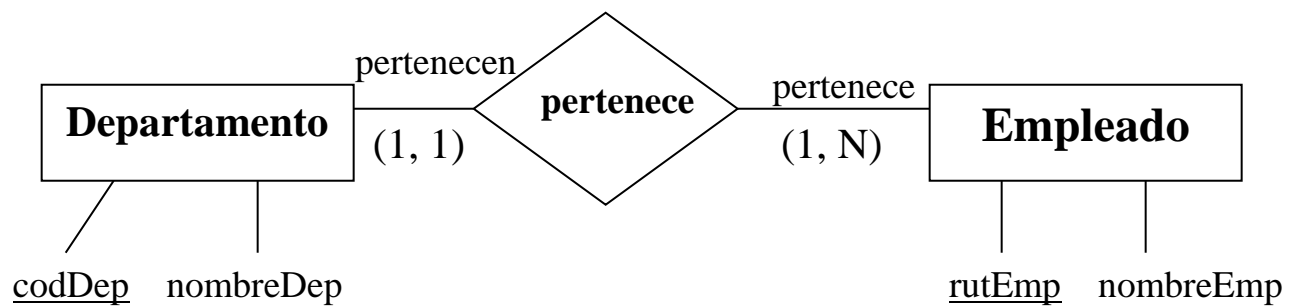 pertenecen
Departamento
pertenece
pertenece
Empleado
(1, 1)
(1, N)
codDep
nombreDep
rutEmp
nombreEmp